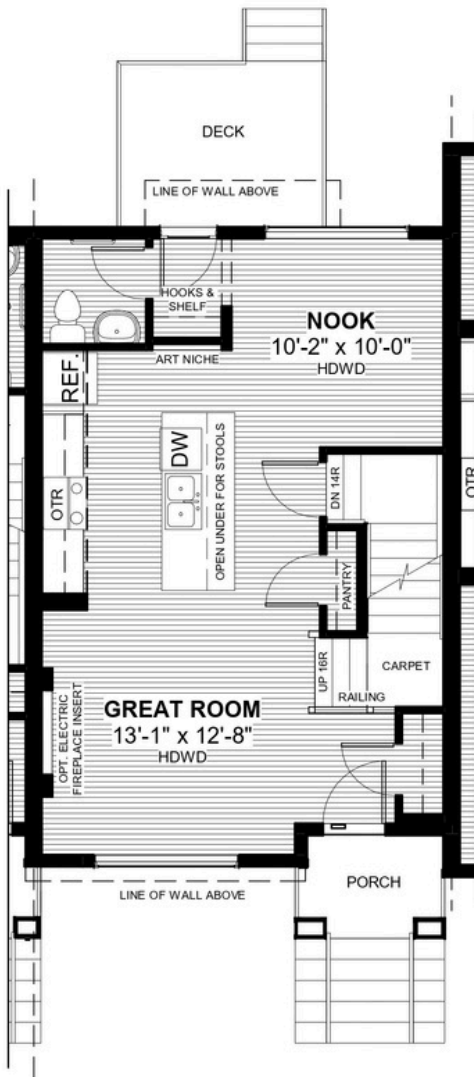 DECK
LINE OF WALL ABOVE
HOOKS &
SHELF
NOOK
10'-2" x 10'-0"
HDWD
ART NICHE
REF.
DW
OPEN UNDER FOR STOOLS
OTR
DN 14R
OTR
PANTRY
UP 16R
CARPET
RAILING
GREAT ROOM
13'-1" x 12'-8"
HDWD
OPT. ELECTRIC
FIREPLACE INSERT
PORCH
LINE OF WALL ABOVE